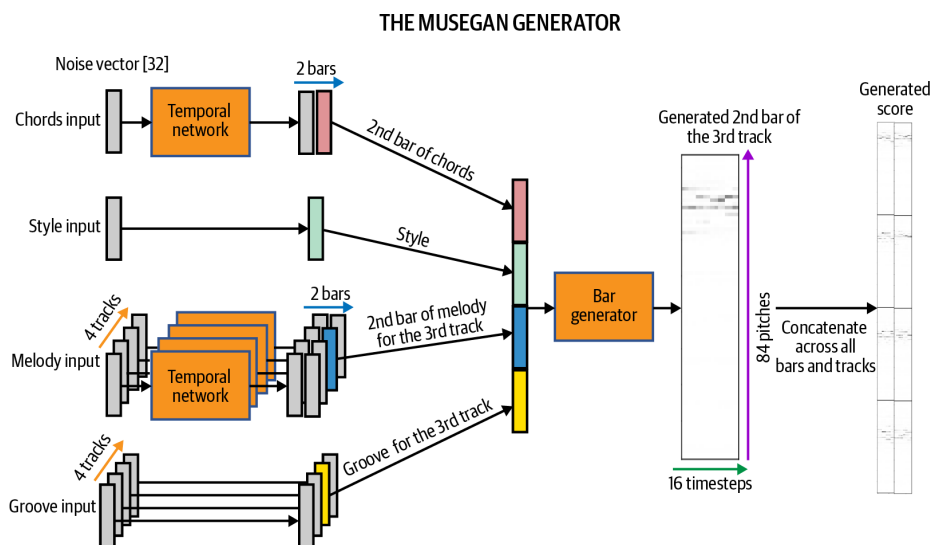 THE MUSEGAN GENERATOR
Noise vector [32]
2 bars
Chords input
Temporal
network
2nd bar of chords
Style input
Style
4 tracks
2 bars
Melody input
Temporal
network
2nd bar of melody
for the 3rd track
4 tracks
Groove input
Groove for the 3rd track
Bar
generator
Generated 2nd bar of
the 3rd track
84 pitches
16 timesteps
Concatenate
across all
bars and tracks
Generated
score